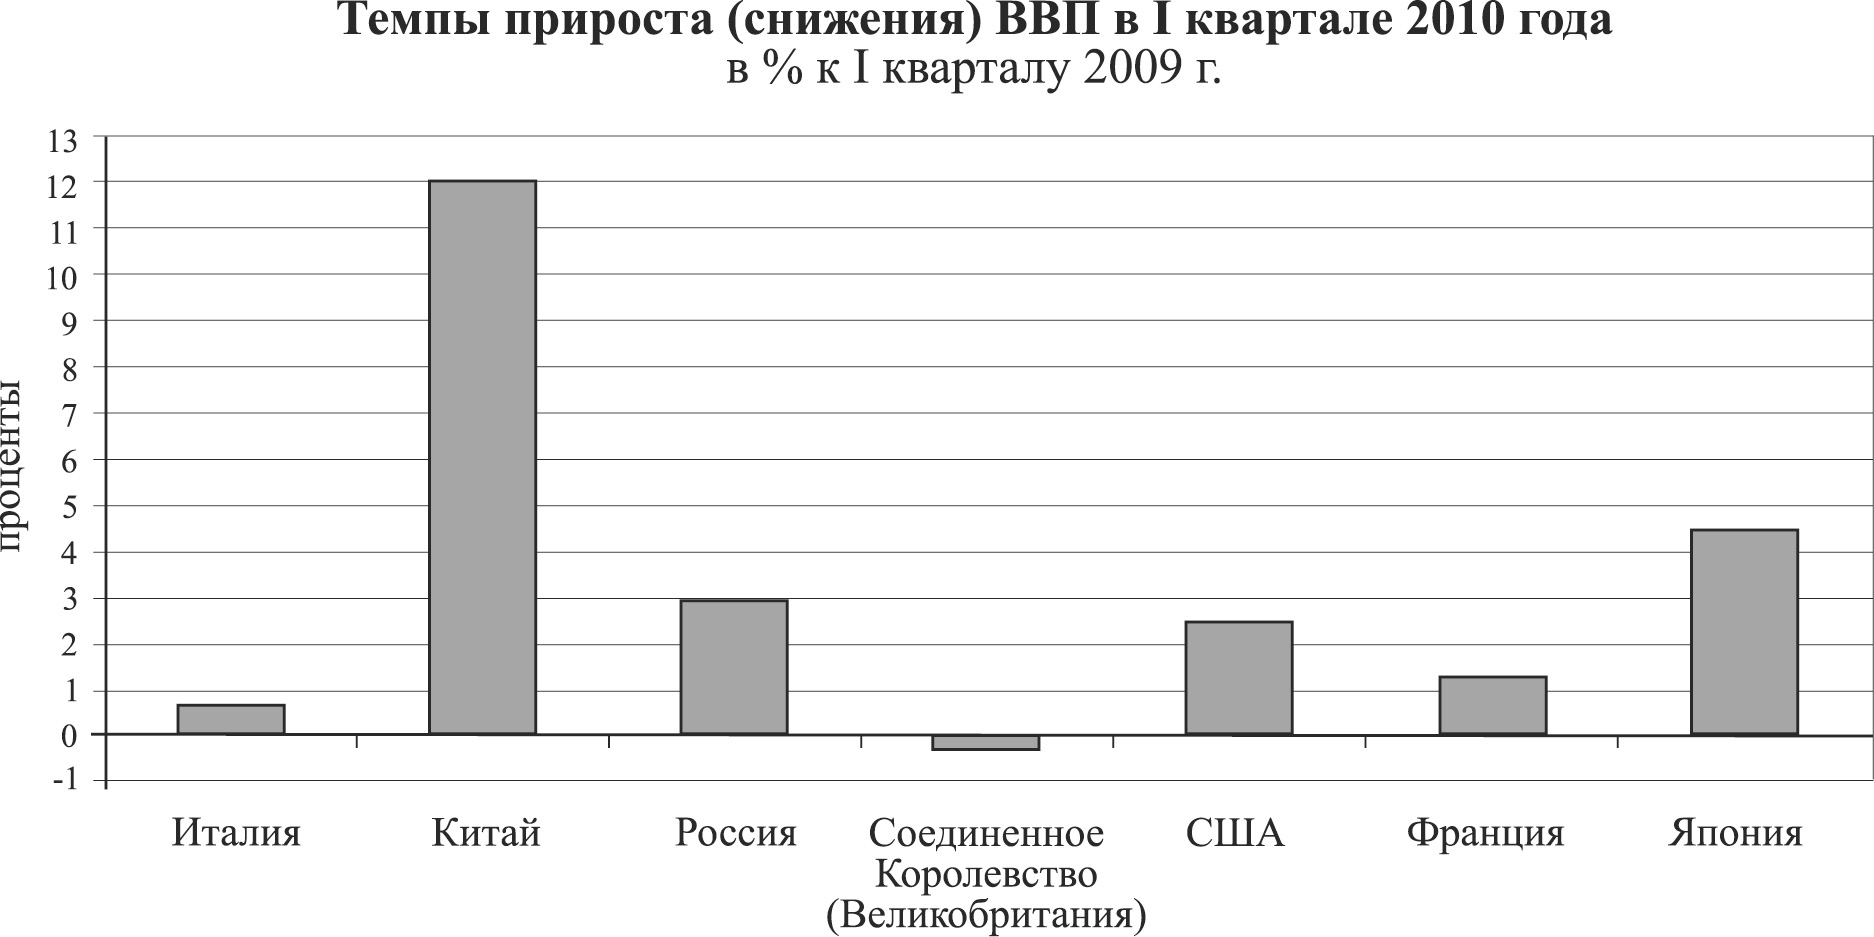 Темпы прироста (снижения) ВВП в I квартале 2010 года
в % к I кварталу 2009 г.
проценты
13
12
11
10
9
8
7
6
5
4
3
2
1
0
-1
Италия
Китай
Россия
Соединенное
Королевство
(Великобритания)
США
Франция
Япония